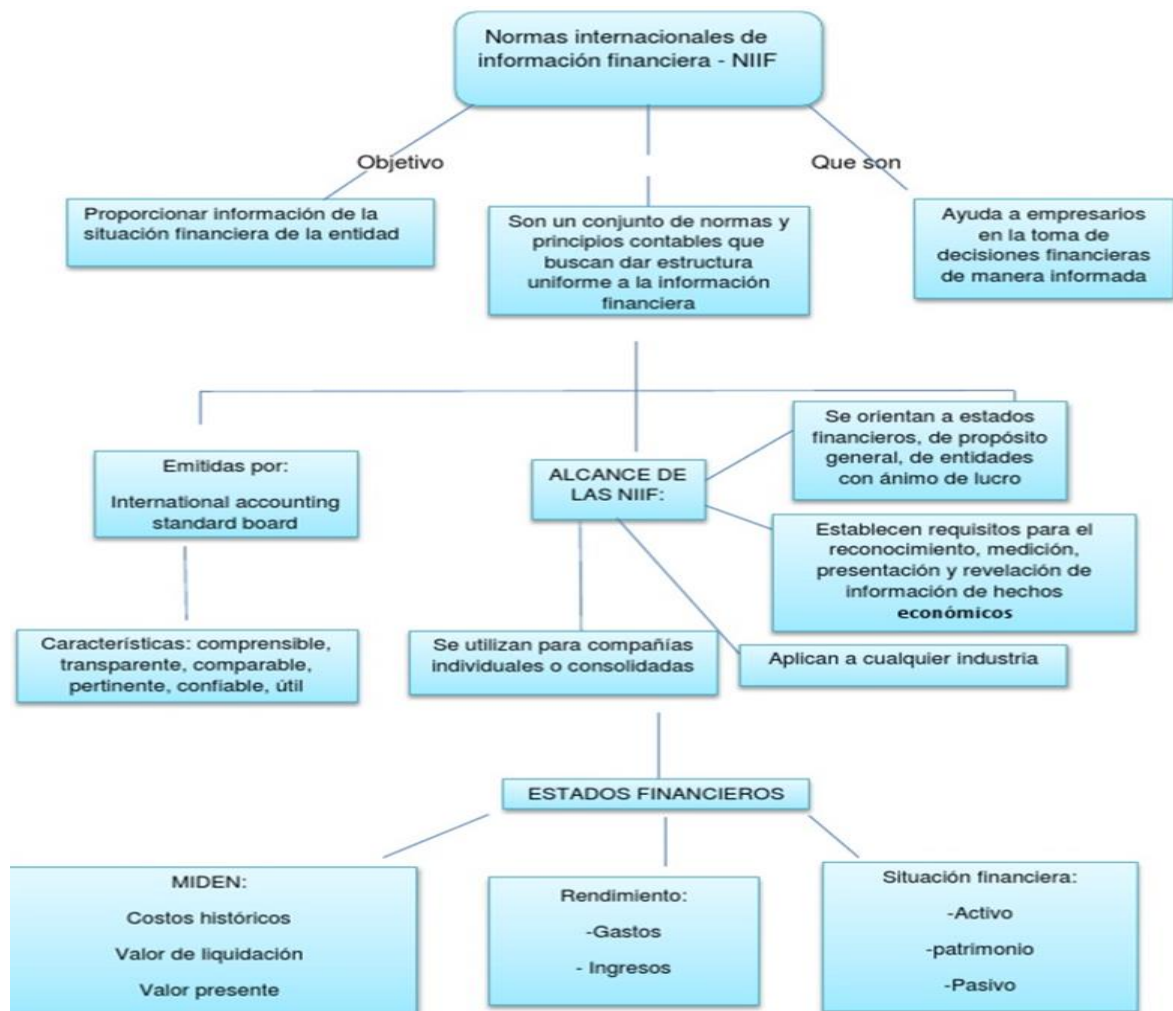 Normas internacionales de
información financiera - NIIF
Objetivo
Que son
Proporcionar información de la
situación financiera de la entidad
Son un conjunto de normas y
principios contables que
buscan dar estructura
uniforme a la información
financiera
Ayuda a empresarios
en la toma de
decisiones financieras
de manera informada
Emitidas por:
International accounting
standard board
ALCANCE DE
LAS NIIF:
Se orientan a estados
financieros, de propósito
general, de entidades
con ánimo de lucro
Establecen requisitos para el
reconocimiento, medición,
presentación y revelación de
información de hechos
económicos
Características: comprensible,
transparente, comparable,
pertinente, confiable, útil
Se utilizan para compañías
individuales o consolidadas
Aplican a cualquier industria
ESTADOS FINANCIEROS
MIDEN:
Costos históricos
Valor de liquidación
Valor presente
Rendimiento:
-Gastos
- Ingresos
Situación financiera:
-Activo
-patrimonio
-Pasivo